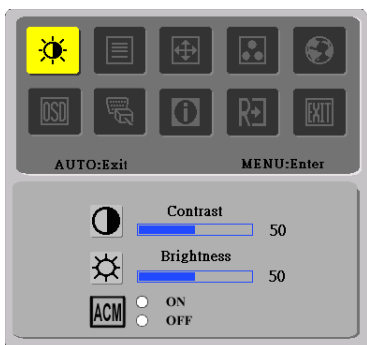 OSD
i
R
EXIT
AUTO:Exit MENU:Enter
Contrast
50
Brightness
50
ACM ON
OFF